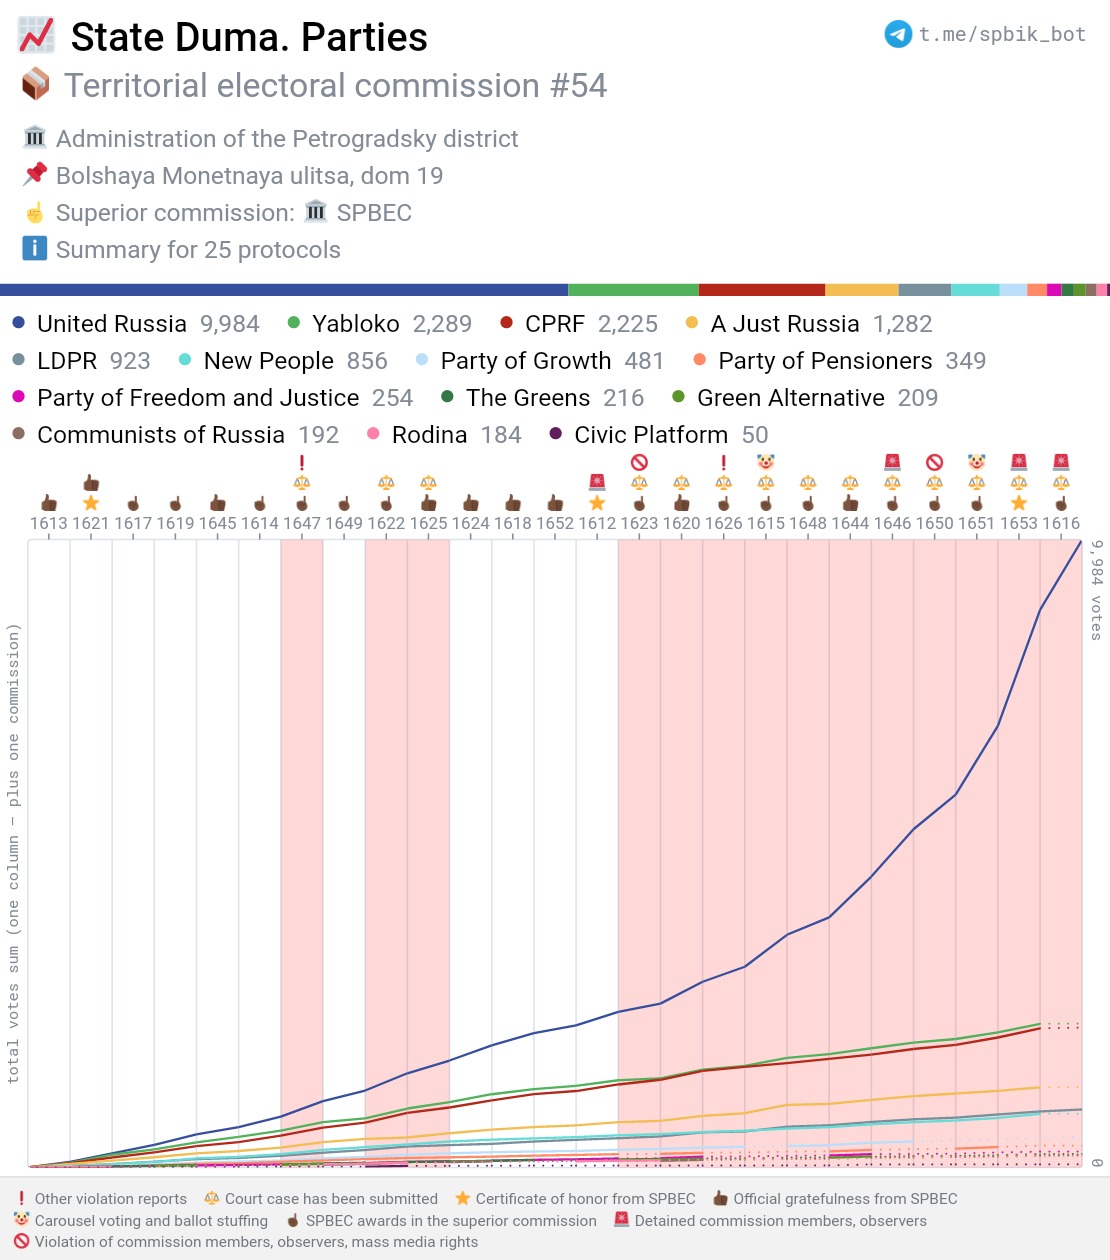 State Duma. Parties
t.me/spbik_bot
Territorial electoral commission #54
Administration of the Petrogradsky district
Bolshaya Monetnaya ulitsa, dom 19
Superior commission: SPBEC
Summary for 25 protocols
United Russia 9,984 Yabloko 2,289 CPRF 2,225 A Just Russia 1,282
LDPR 923 New People 856 Party of Growth 481 Party of Pensioners 349
Party of Freedom and Justice 254 The Greens 216 Green Alternative 209
Communists of Russia 192 Rodina 184 Civic Platform 50
1613 1621 1617 1619 1645 1614 1647 1649 1622 1625 1624 1618 1652 1612 1623 1620 1626 1615 1648 1644 1646 1650 1651 1653 1616
9,984 votes
total votes sum (one column – plus one commission)
0
Other violation reports Court case has been submitted Certificate of honor from SPBEC Official gratefulness from SPBEC
Carousel voting and ballot stuffing SPBEC awards in the superior commission Detained commission members, observers
Violation of commission members, observers, mass media rights